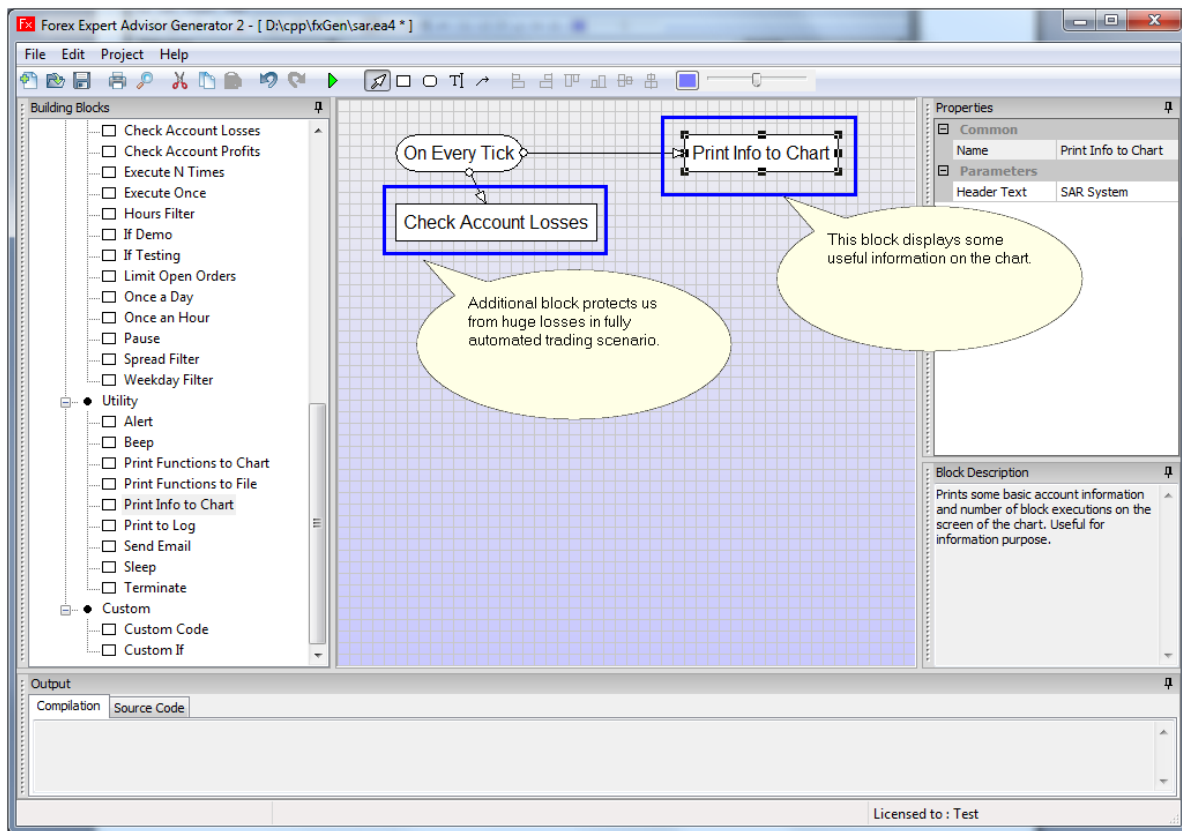 Fx Forex Expert Advisor Generator 2 - [ D:\cpp\fxGen\sar.ea4 * ]
File Edit Project Help
T
Building Blocks
Check Account Losses
Check Account Profits
Execute N Times
Execute Once
Hours Filter
If Demo
If Testing
Limit Open Orders
Once a Day
Once an Hour
Pause
Spread Filter
Weekday Filter
Utility
Alert
Beep
Print Functions to Chart
Print Functions to File
Print Info to Chart
Print to Log
Send Email
Sleep
Terminate
Custom
Custom Code
Custom If
On Every Tick
Print Info to Chart
Check Account Losses
This block displays some
useful information on the chart.
Additional block protects us
from huge losses in fully
automated trading scenario.
Properties
Common
Name Print Info to Chart
Parameters
Header Text SAR System
Block Description
Prints some basic account information
and number of block executions on the
screen of the chart. Useful for
information purpose.
Output
Compilation Source Code
Licensed to : Test